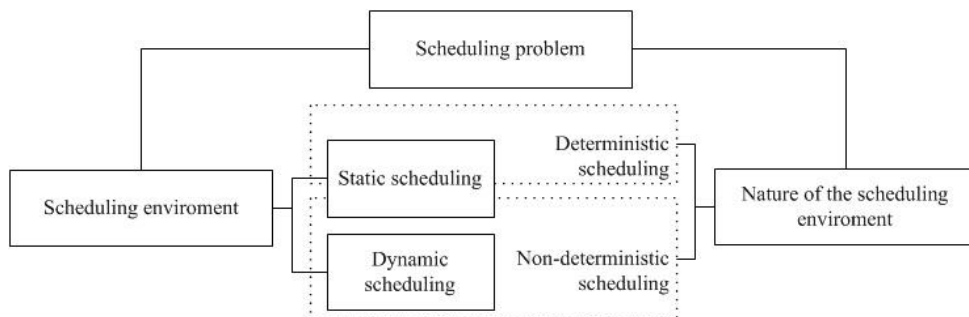 Scheduling problem
Deterministic
scheduling
Static scheduling
Scheduling enviroment
Nature of the scheduling
enviroment
Dynamic
scheduling
Non-deterministic
scheduling